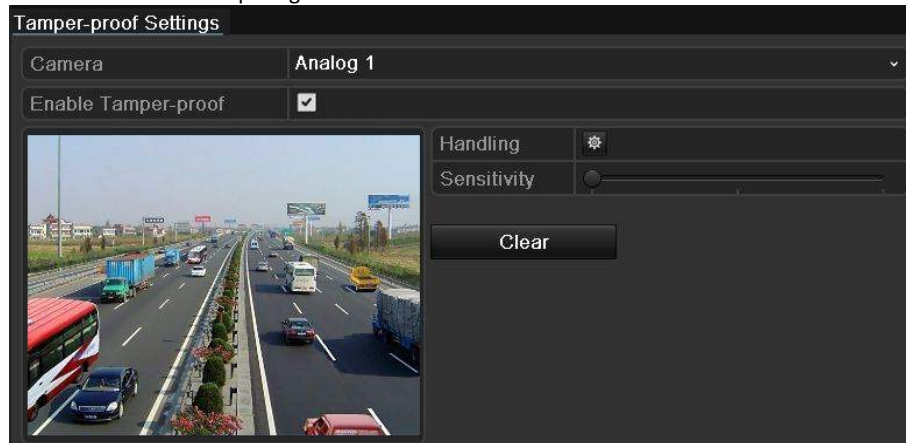 Tamper-proof Settings
Camera Analog 1
Enable Tamper-proof
Handling
Sensitivity
Clear